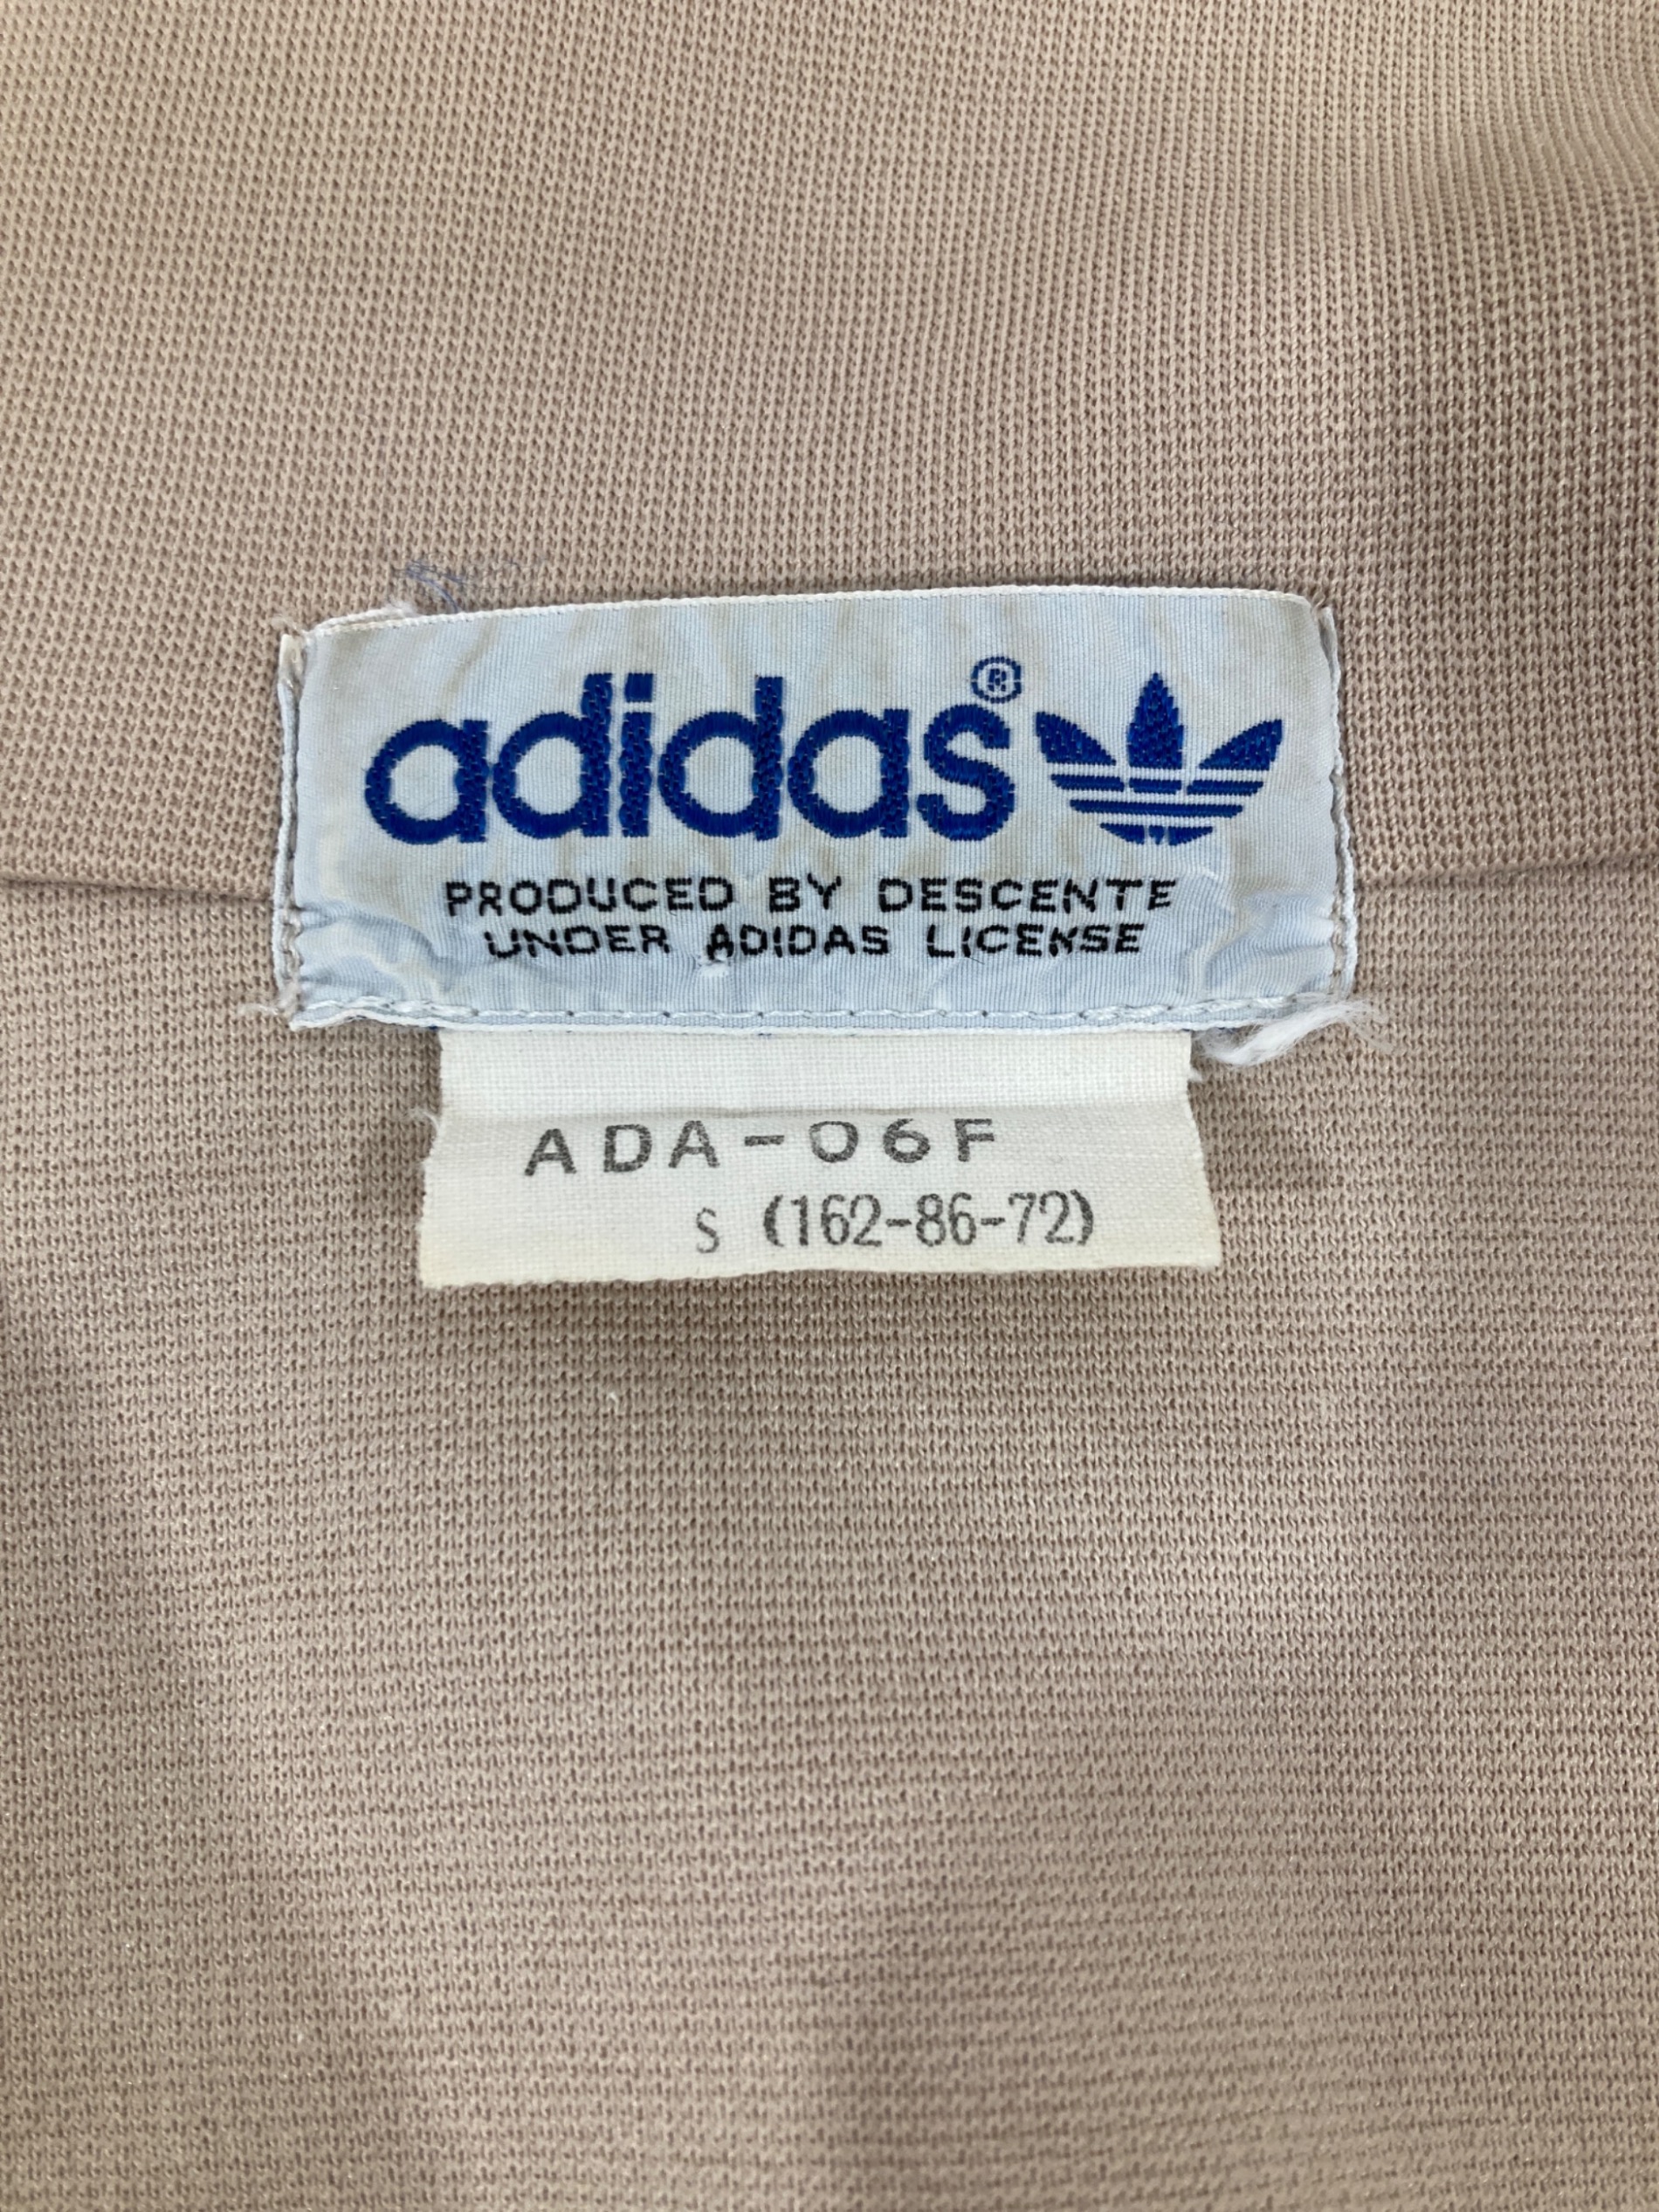 adidas®
PRODUCED BY DESCENTE
UNDER ADIDAS LICENSE
ADA-06F
S (162-86-72)